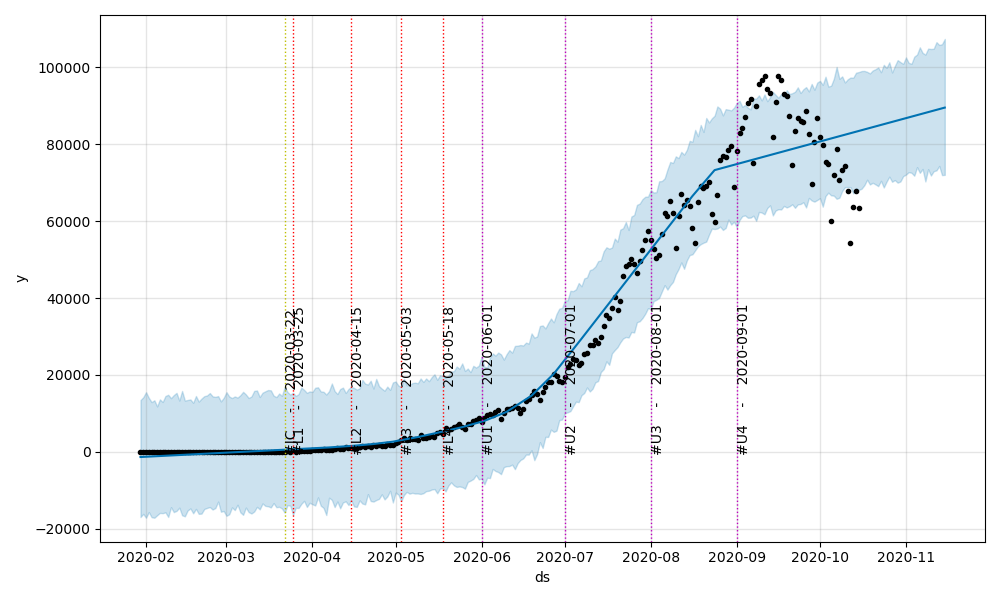 y
100000
80000
60000
40000
20000
0
−20000
#JC - 2020-03-22
#L1 - 2020-03-25
#L2 - 2020-04-15
#L3 - 2020-05-03
#L4 - 2020-05-18
#U1 - 2020-06-01
#U2 - 2020-07-01
#U3 - 2020-08-01
#U4 - 2020-09-01
2020-02 2020-03 2020-04 2020-05 2020-06 2020-07 2020-08 2020-09 2020-10 2020-11
ds